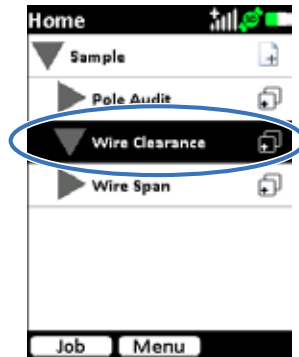 Home
Sample
Pole Audit
Wire Clearance
Wire Span
Job Menu